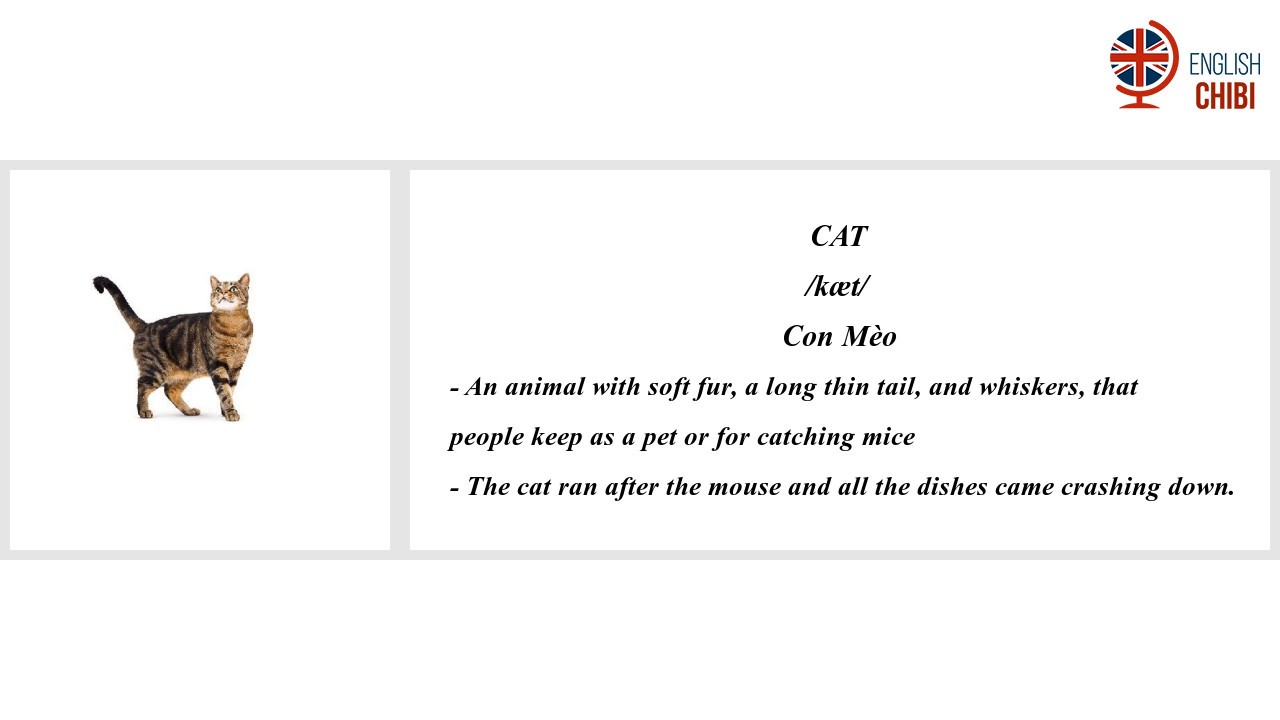 ENGLISH
CHIBI
CAT
/kæt/
Con Mèo
- An animal with soft fur, a long thin tail, and whiskers, that
people keep as a pet or for catching mice
- The cat ran after the mouse and all the dishes came crashing down.